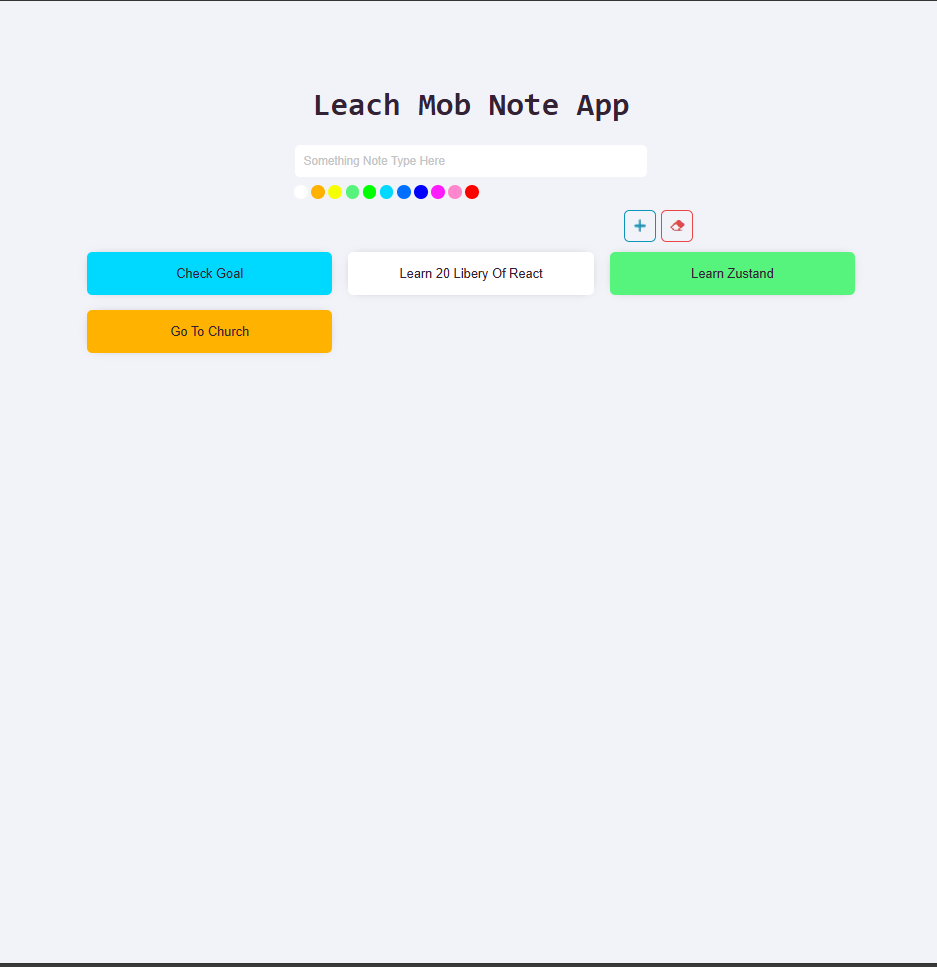 Leach Mob Note App
Something Note Type Here
Check Goal
Learn 20 Libery Of React
Learn Zustand
Go To Church